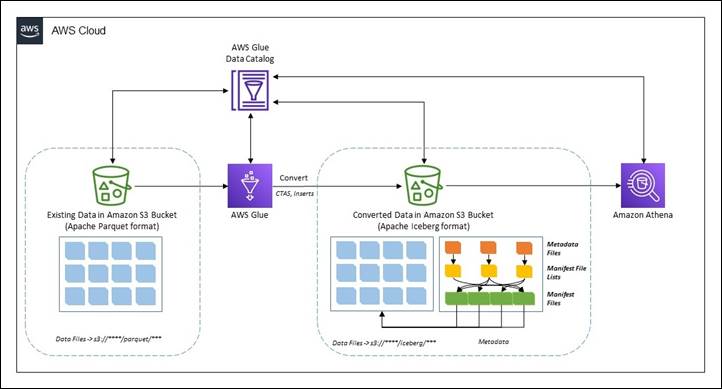 aws
AWS Cloud
AWS Glue
Data Catalog
Existing Data in Amazon S3 Bucket
(Apache Parquet format)
Data Files -> s3://****/parquet/***
AWS Glue
Convert
CTAS, Inserts
Converted Data in Amazon S3 Bucket
(Apache Iceberg format)
Metadata
Files
Manifest File
Lists
Manifest
Files
Data Files -> s3://****/iceberg/***
Metadata
Amazon Athena